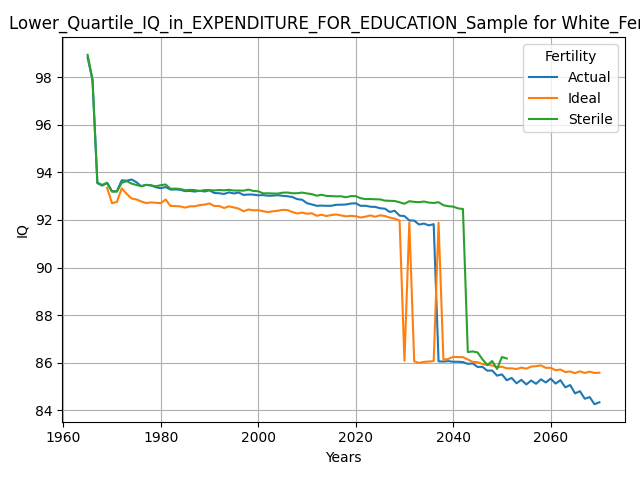 Lower_Quartile_IQ_in_EXPENDITURE_FOR_EDUCATION_Sample for White_Fer
Fertility
Actual
Ideal
Sterile
98
96
94
92
90
88
86
84
IQ
1960 1980 2000 2020 2040 2060
Years